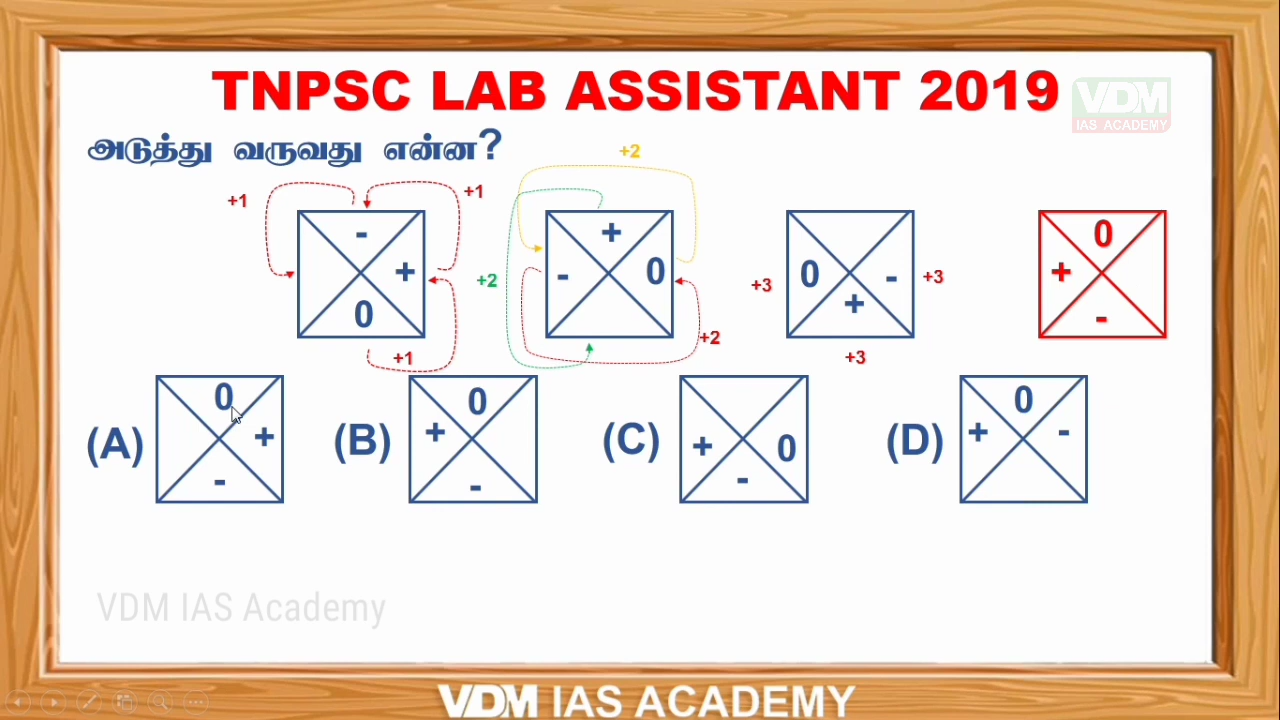 TNPSC LAB ASSISTANT 2019
VDM
IAS ACADEMY
அடுத்து வருவது என்ன?
+2
+1 +1
- + 0
+1
+ - 0
+2
+2
0 - +
+3 +3
+3
0 + -
(A) 0 + -
(B) 0 + -
(C) + 0 -
(D) 0 + -
VDM IAS Academy
VDM IAS ACADEMY